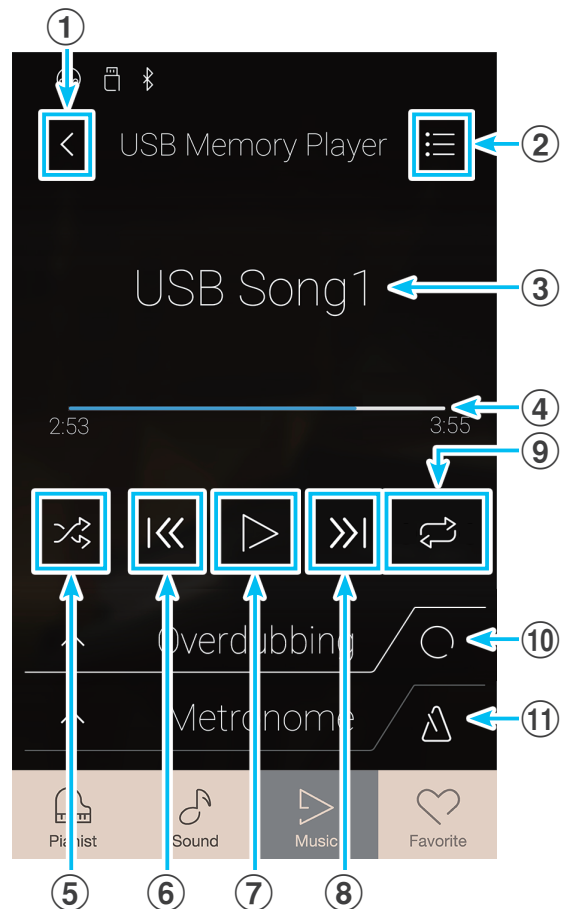 ①
USB Memory Player ②
USB Song1 ③
④
2:53 3:55
⑨
Overdubbing ⑩
Metronome ⑪
Pianist Sound Music Favorite
⑤ ⑥ ⑦ ⑧